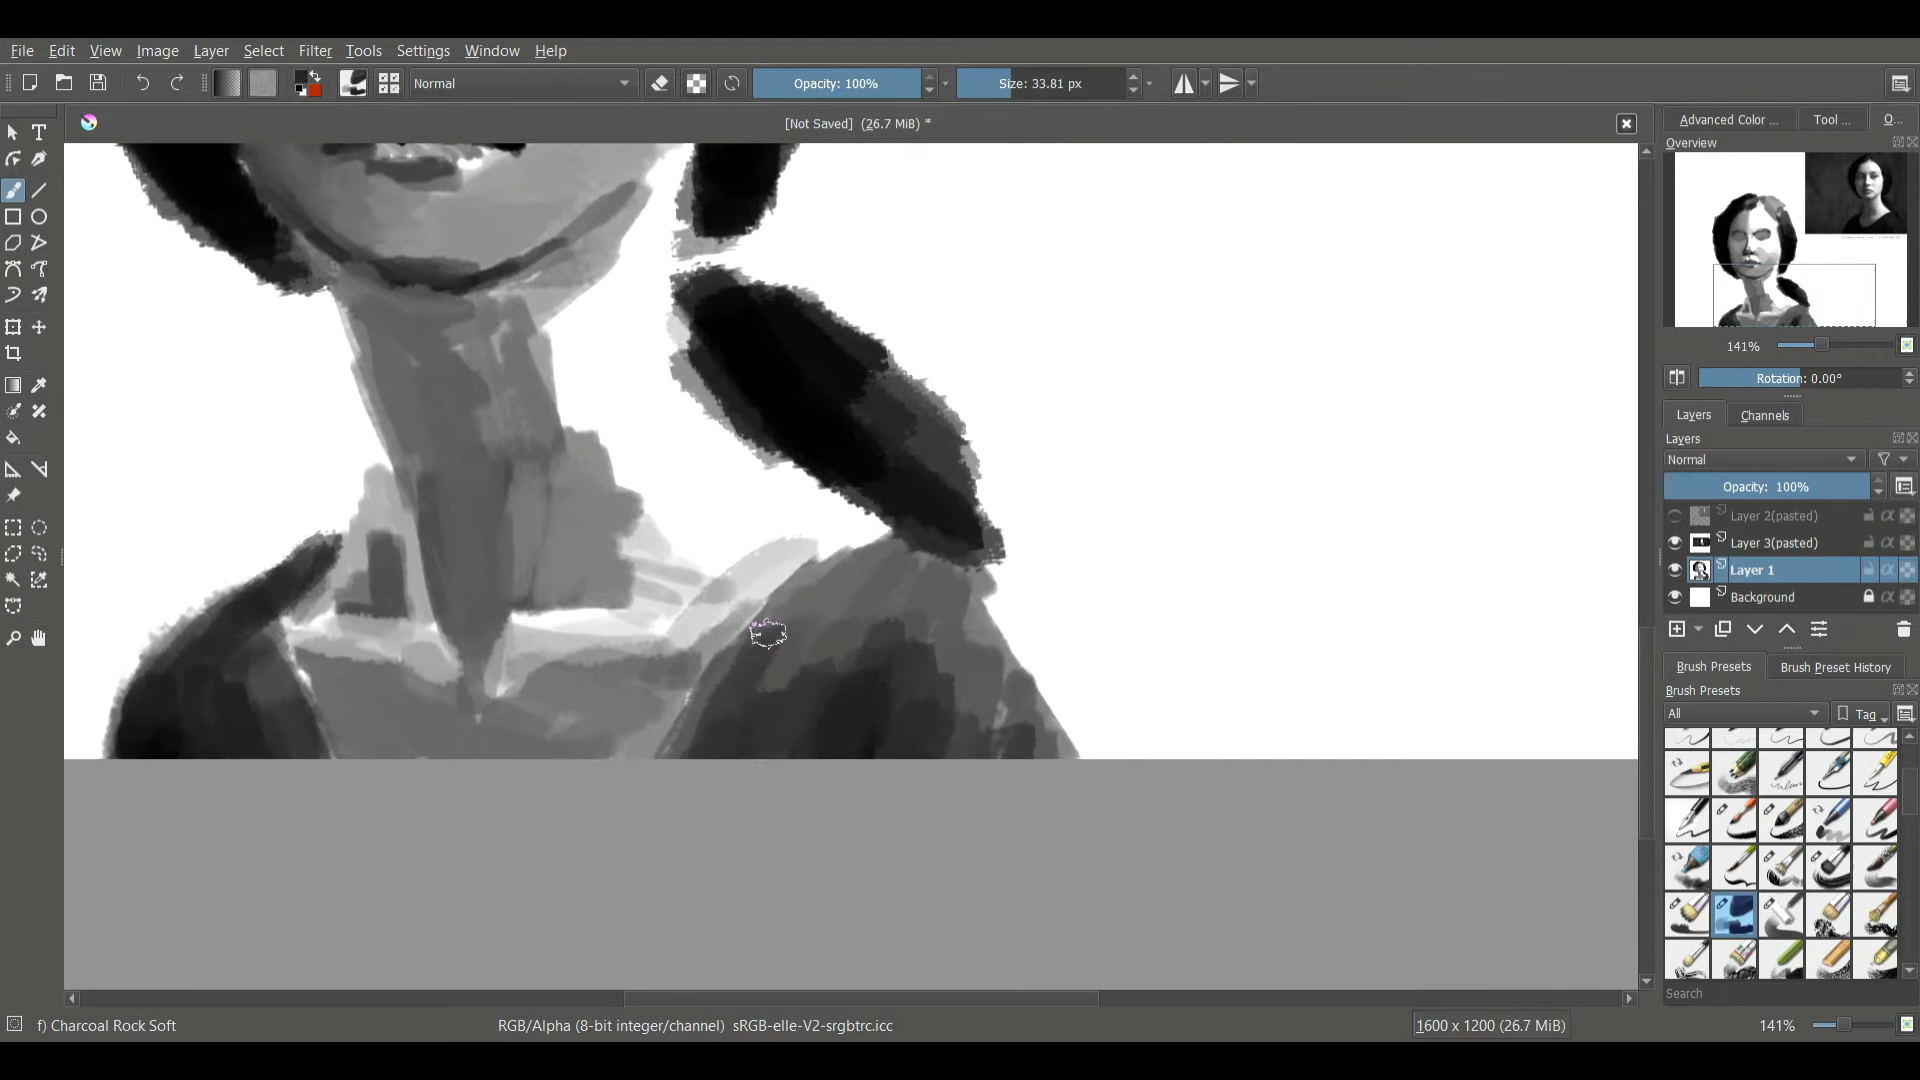 File Edit View Image Layer Select Filter Tools Settings Window Help
Normal Opacity: 100% Size: 33.81 px
[Not Saved] (26.7 MiB) *
Advanced Color ... Tool ... O...
Overview
141%
Rotation: 0.00°
Layers Channels
Layers
Normal
Opacity: 100%
Layer 2(pasted)
Layer 3(pasted)
Layer 1
Background
Brush Presets Brush Preset History
Brush Presets
All Tag
Search
f) Charcoal Rock Soft RGB/Alpha (8-bit integer/channel) sRGB-elle-V2-srgbtrc.icc 1600 x 1200 (26.7 MiB) 141%